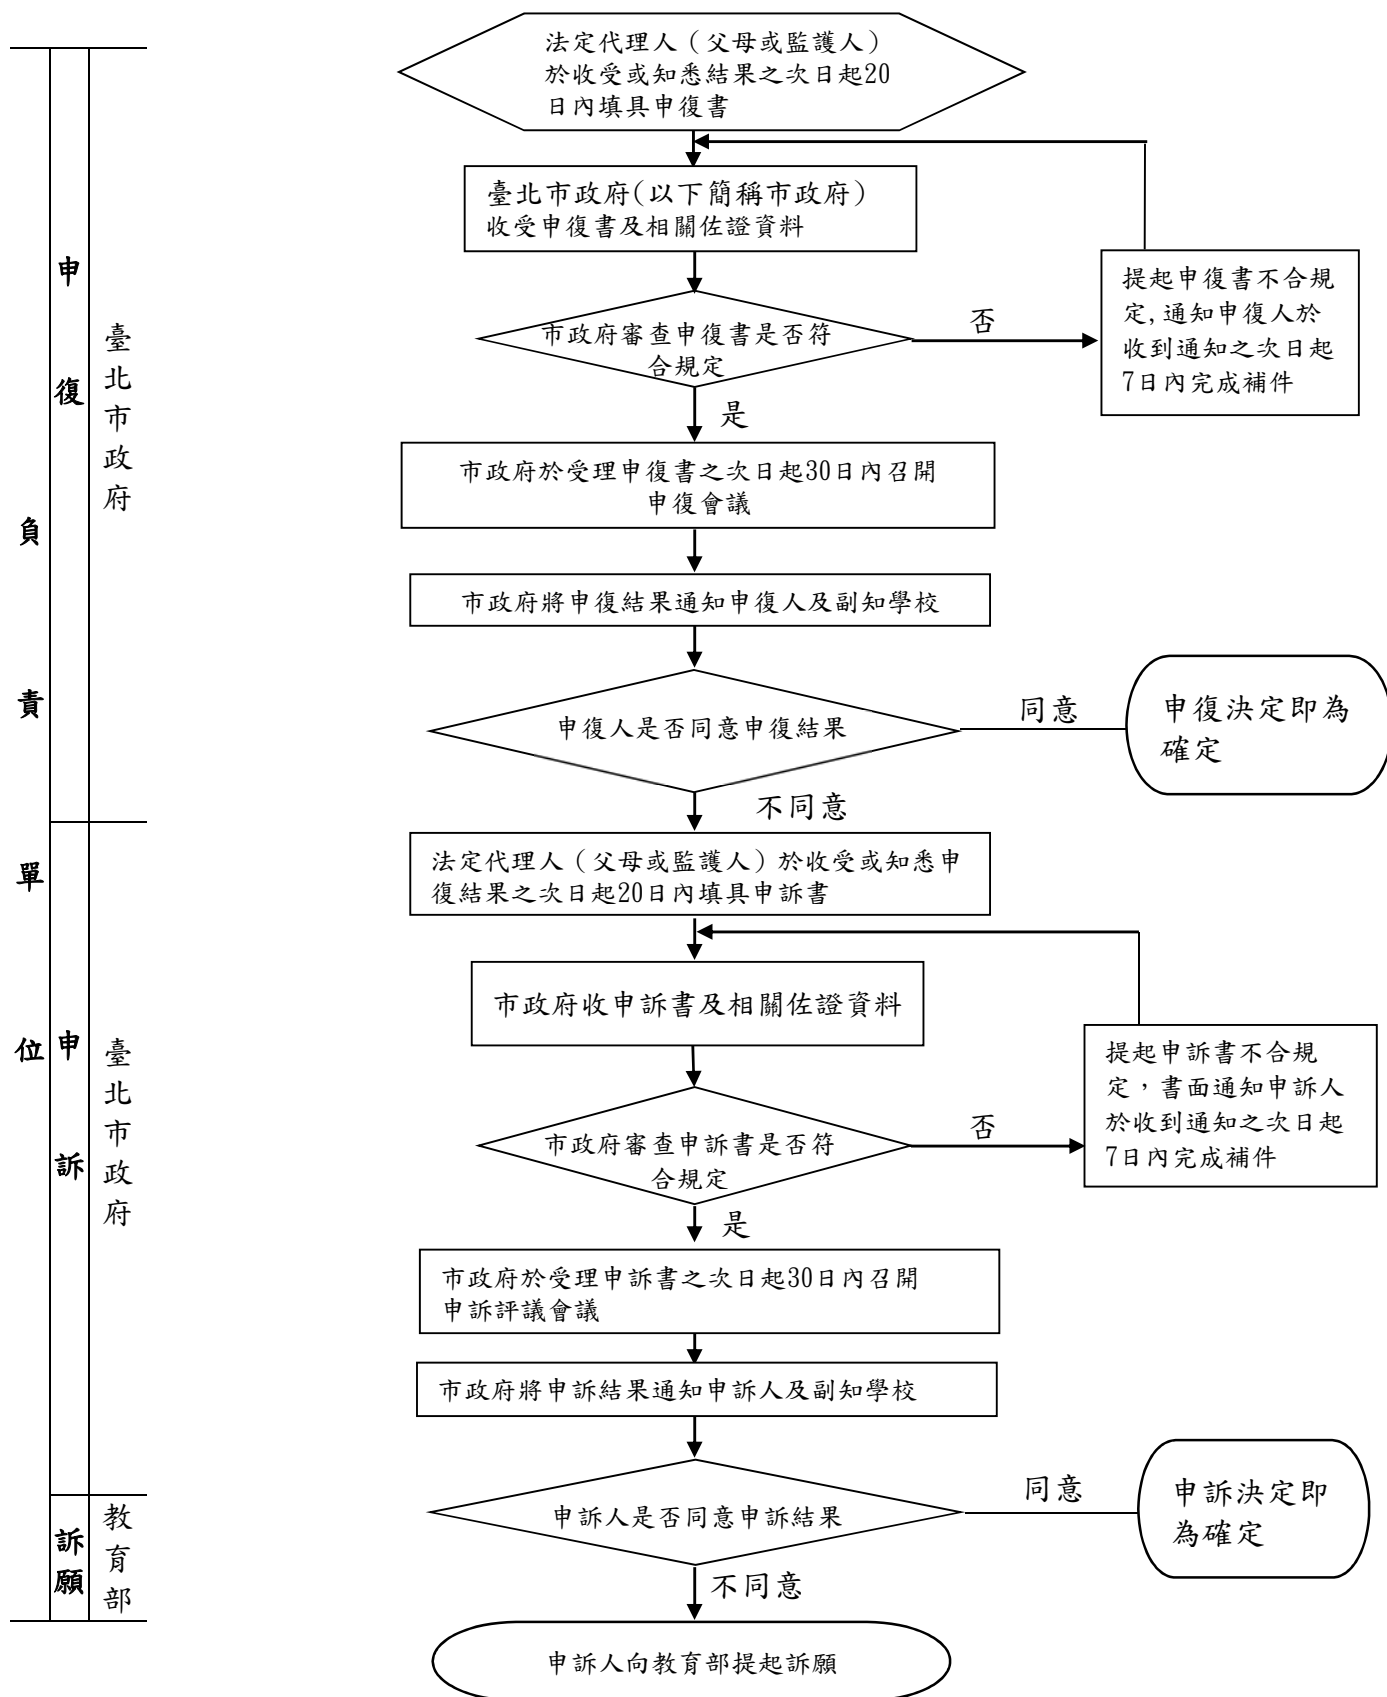 法定代理人（父母或監護人）
於收受或知悉結果之次日起20
日內填具申復書
臺北市政府(以下簡稱市政府)
收受申復書及相關佐證資料
市政府審查申復書是否符
合規定
否
提起申復書不合規
定,通知申復人於
收到通知之次日起
7日內完成補件
是
市政府於受理申復書之次日起30日內召開
申復會議
市政府將申復結果通知申復人及副知學校
申復人是否同意申復結果
同意
申復決定即為
確定
不同意
法定代理人（父母或監護人）於收受或知悉申
復結果之次日起20日內填具申訴書
市政府收申訴書及相關佐證資料
市政府審查申訴書是否符
合規定
否
提起申訴書不合規
定，書面通知申訴人
於收到通知之次日起
7日內完成補件
是
市政府於受理申訴書之次日起30日內召開
申訴評議會議
市政府將申訴結果通知申訴人及副知學校
申訴人是否同意申訴結果
同意
申訴決定即
為確定
不同意
申訴人向教育部提起訴願
負責單位
申復
臺北市政府
申訴
臺北市政府
訴願
教育部